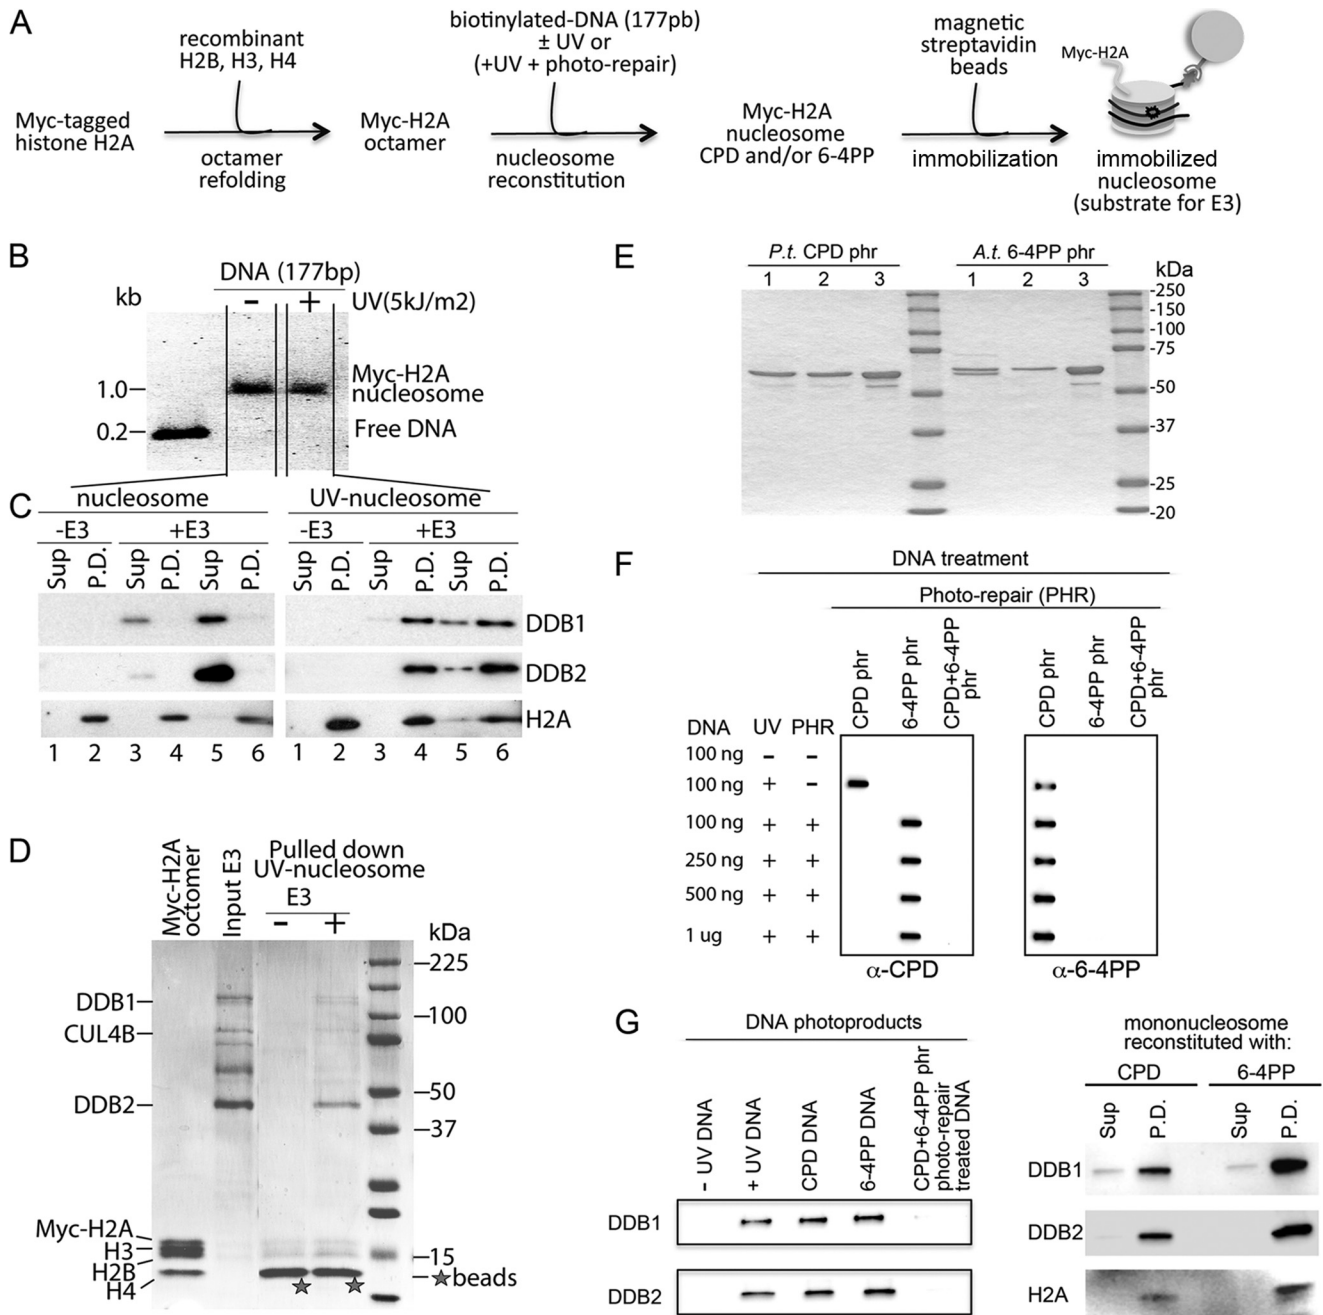 A
Myc-tagged
histone H2A
recombinant
H2B, H3, H4
octamer
refolding
Myc-H2A
octamer
biotinylated-DNA (177pb)
± UV or
(+UV + photo-repair)
nucleosome
reconstitution
Myc-H2A
nucleosome
CPD and/or 6-4PP
magnetic
streptavidin
beads
immobilization
Myc-H2A
immobilized
nucleosome
(substrate for E3)
B
DNA (177bp)
kb
- + UV(5kJ/m2)
1.0
0.2
Myc-H2A
nucleosome
Free DNA
C
nucleosome
UV-nucleosome
-E3 +E3 -E3 +E3
Sup P.D. Sup P.D. Sup P.D. Sup P.D. Sup P.D. Sup P.D.
DDB1
DDB2
H2A
1 2 3 4 5 6 1 2 3 4 5 6
D
Myc-H2A
octomer
Input E3
Pulled down
UV-nucleosome
E3
- +
kDa
225
100
50
37
15
beads
DDB1
CUL4B
DDB2
Myc-H2A
H3
H2B
H4
E
P.t. CPD phr A.t. 6-4PP phr
1 2 3 1 2 3
kDa
-250
-150
-100
-75
-50
-37
-25
-20
F
DNA treatment
Photo-repair (PHR)
CPD phr
6-4PP phr
CPD+6-4PP
phr
CPD phr
6-4PP phr
CPD+6-4PP
phr
DNA UV PHR
100 ng - -
100 ng + -
100 ng + +
250 ng + +
500 ng + +
1 ug + +
α-CPD
α-6-4PP
G
DNA photoproducts
- UV DNA
+ UV DNA
CPD DNA
6-4PP DNA
CPD+6-4PP phr
photo-repair
treated DNA
DDB1
DDB2
mononucleosome
reconstituted with:
CPD 6-4PP
Sup P.D. Sup P.D.
DDB1
DDB2
H2A